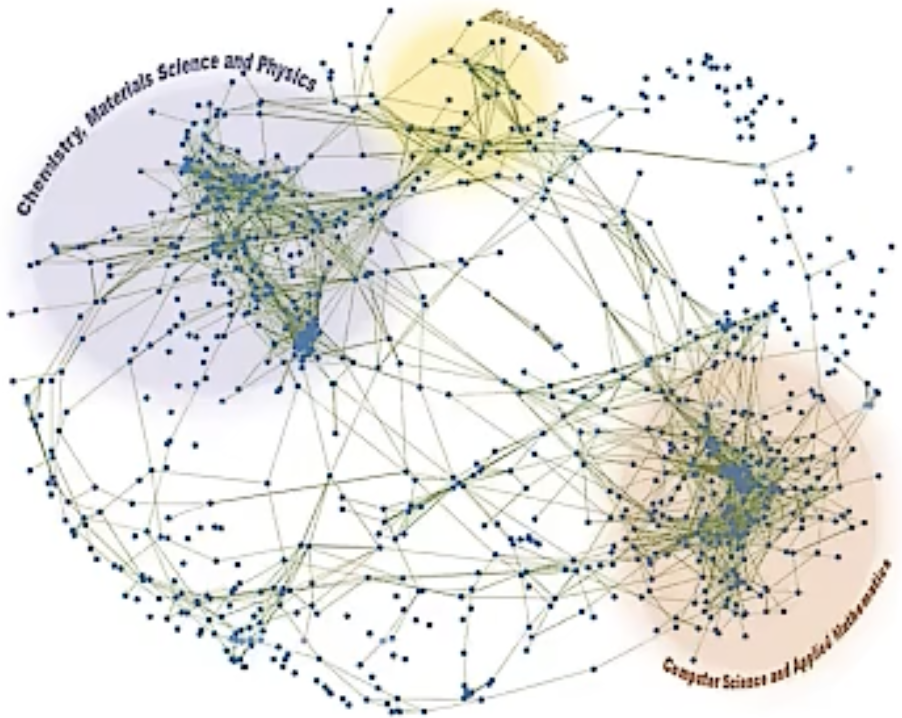 Chemistry, Materials Science and Physics
Computer Science and Applied Mathematics